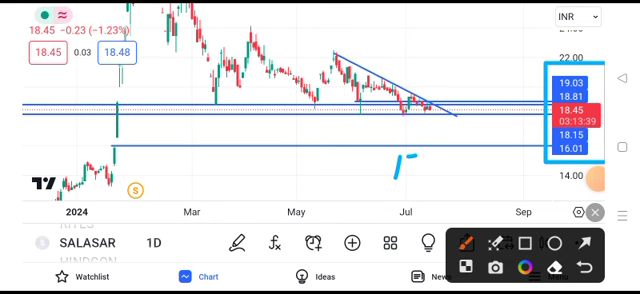 18.45 −0.23 (−1.23%)
INR
18.45 0.03 18.48
22.00
19.03
18.81
18.45
03:13:39
18.15
16.01
14.00
S
2024 Mar May Jul Sep
S SALASAR 1D
Watchlist Chart Ideas News